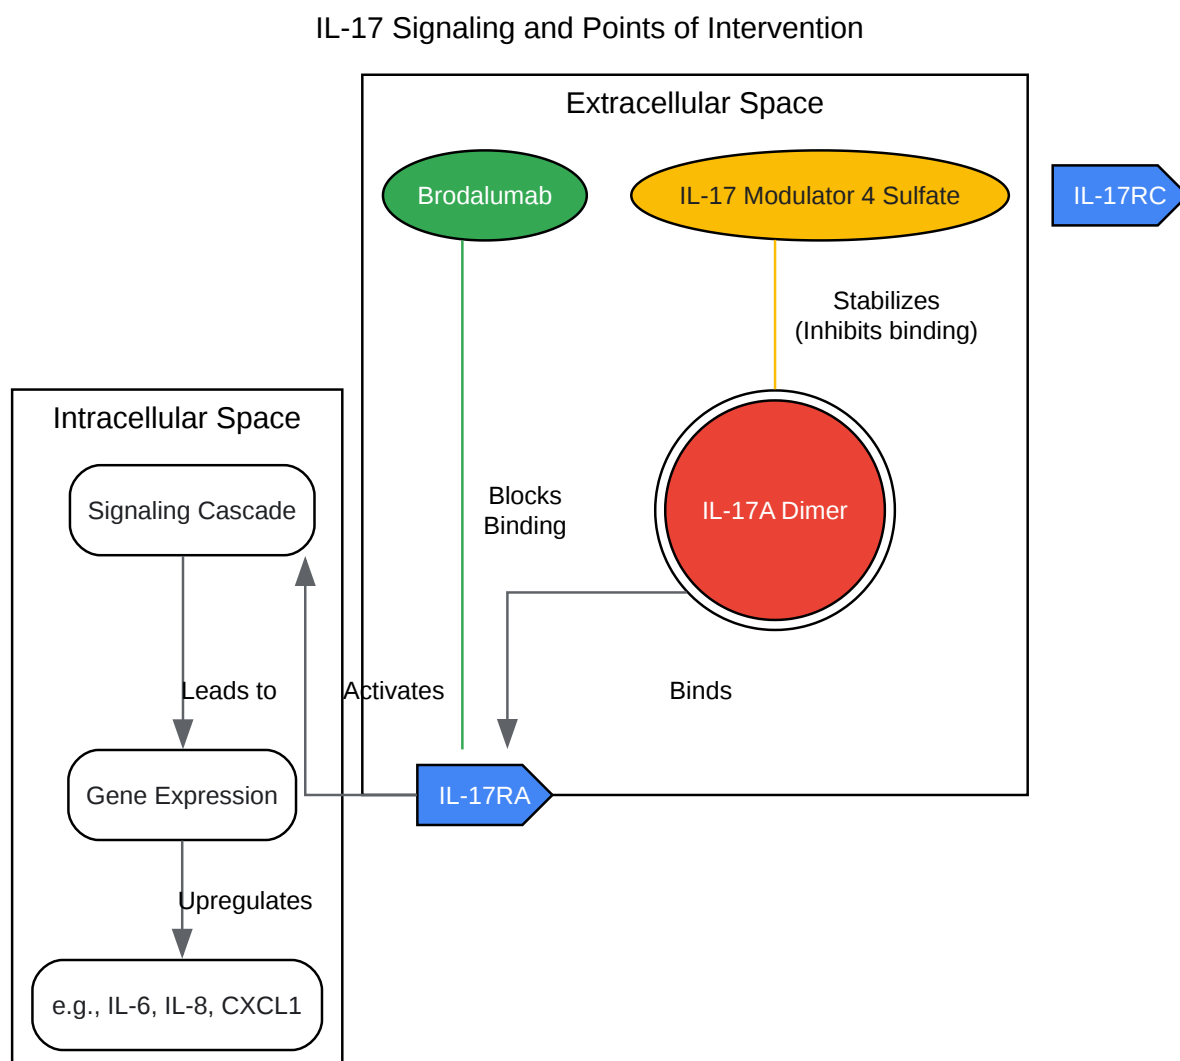 IL-17 Signaling and Points of Intervention
Extracellular Space
Brodalumab
IL-17 Modulator 4 Sulfate
IL-17RC
Stabilizes
(Inhibits binding)
Intracellular Space
Signaling Cascade
Blocks
Binding
IL-17A Dimer
Leads to
Activates
Binds
Gene Expression
IL-17RA
Upregulates
e.g., IL-6, IL-8, CXCL1